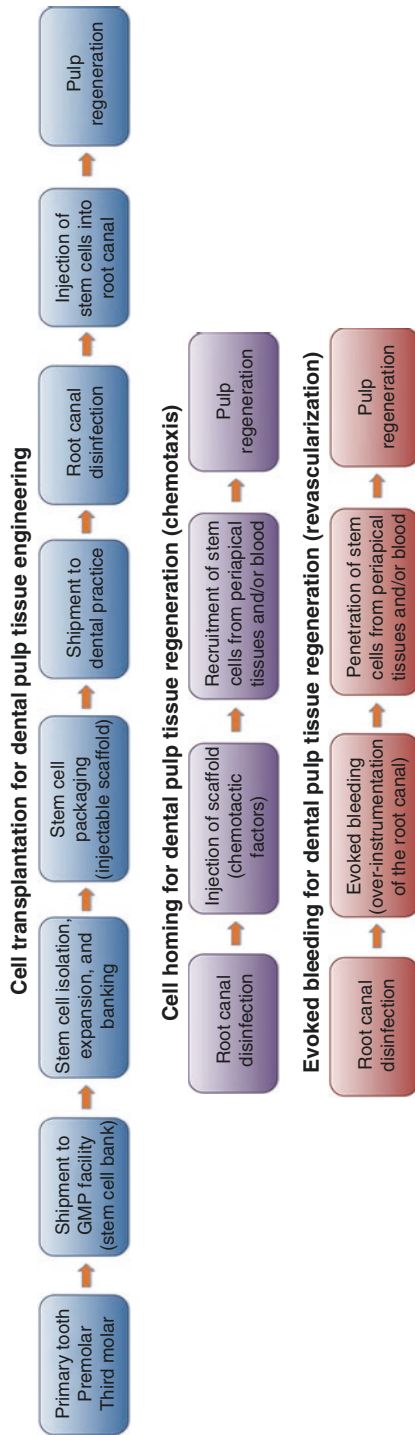 Cell transplantation for dental pulp tissue engineering
Primary tooth
Premolar
Third molar
Shipment to
GMP facility
(stem cell bank)
Stem cell isolation,
expansion, and
banking
Stem cell
packaging
(injectable scaffold)
Shipment to
dental practice
Root canal
disinfection
Injection of
stem cells into
root canal
Pulp
regeneration
Cell homing for dental pulp tissue regeneration (chemotaxis)
Root canal
disinfection
Injection of scaffold
(chemotactic
factors)
Recruitment of stem
cells from periapical
tissues and/or blood
Pulp
regeneration
Evoked bleeding for dental pulp tissue regeneration (revascularization)
Root canal
disinfection
Evoked bleeding
(over-instrumentation
of the root canal)
Penetration of stem
cells from periapical
tissues and/or blood
Pulp
regeneration